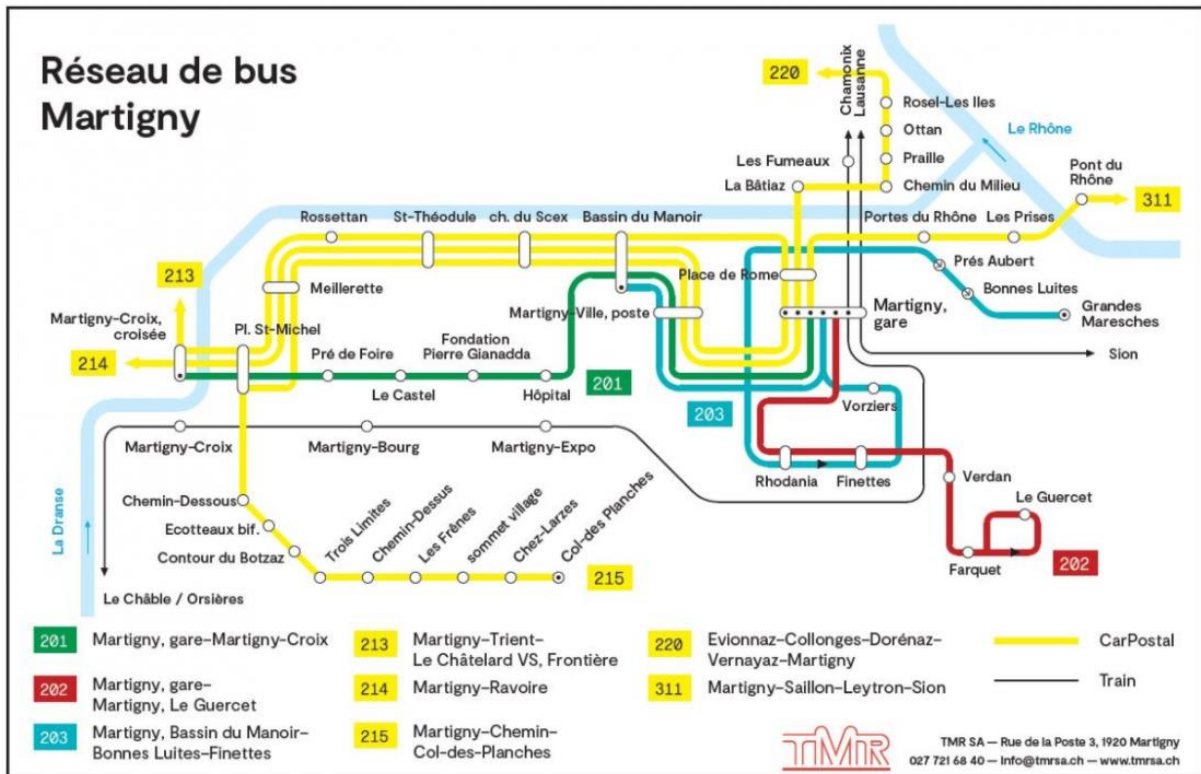 Réseau de bus
Martigny
220
Chamonix
Lausanne
Rosel-Les Iles
Ottan
Le Rhône
Les Fumeaux
Praille
Pont du
Rhône
La Bâtiaz
Chemin du Milieu
311
Rossettan
St-Théodule
ch. du Scex
Bassin du Manoir
Portes du Rhône
Les Prises
213
Place de Rome
Prés Aubert
Meillerette
Bonnes Luites
Martigny-Croix,
croisée
Pl. St-Michel
Martigny-Ville, poste
Martigny,
gare
Grandes
Maresches
214
Pré de Foire
Fondation
Pierre Gianadda
Sion
Le Castel
Hôpital
201
203
Vorziers
Martigny-Croix
Martigny-Bourg
Martigny-Expo
Rhodania
Finettes
Verdan
Le Guercet
La Dranse
Chemin-Dessous
Ecotteaux bif.
Contour du Botzaz
Trois Limites
Chemin-Dessus
Les Frênes
sommet village
Chez-Larzes
Col-des-Planches
215
Farquet
202
Le Châble / Orsières
201 Martigny, gare-Martigny-Croix
202 Martigny, gare-
Martigny, Le Guercet
203 Martigny, Bassin du Manoir-
Bonnes Luites-Finettes
213 Martigny-Trient-
Le Châtelard VS, Frontière
214 Martigny-Ravoire
215 Martigny-Chemin-
Col-des-Planches
220 Evionnaz-Collonges-Dorénaz-
Vernayaz-Martigny
311 Martigny-Saillon-Leytron-Sion
CarPostal
Train
TMR
TMR SA — Rue de la Poste 3, 1920 Martigny
027 721 68 40 — Info@tmrsa.ch — www.tmrsa.ch